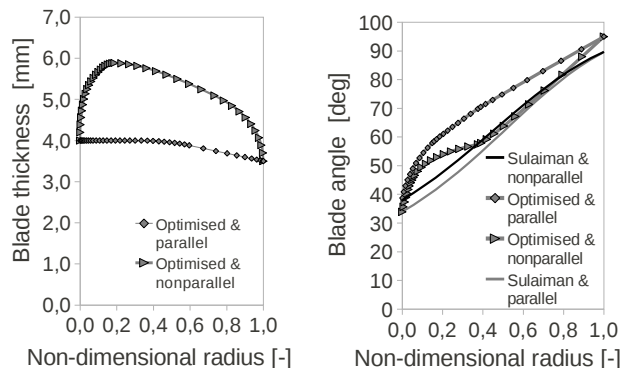 Blade thickness [mm]
7,0
6,0
5,0
4,0
3,0
2,0
1,0
0,0
Optimised &
parallel
Optimised &
nonparallel
0,0 0,2 0,4 0,6 0,8 1,0
Non-dimensional radius [-]
Blade angle [deg]
100
90
80
70
60
50
40
30
20
10
0
Sulaiman &
nonparallel
Optimised &
parallel
Optimised &
nonparallel
Sulaiman &
parallel
0,0 0,2 0,4 0,6 0,8 1,0
Non-dimensional radius [-]